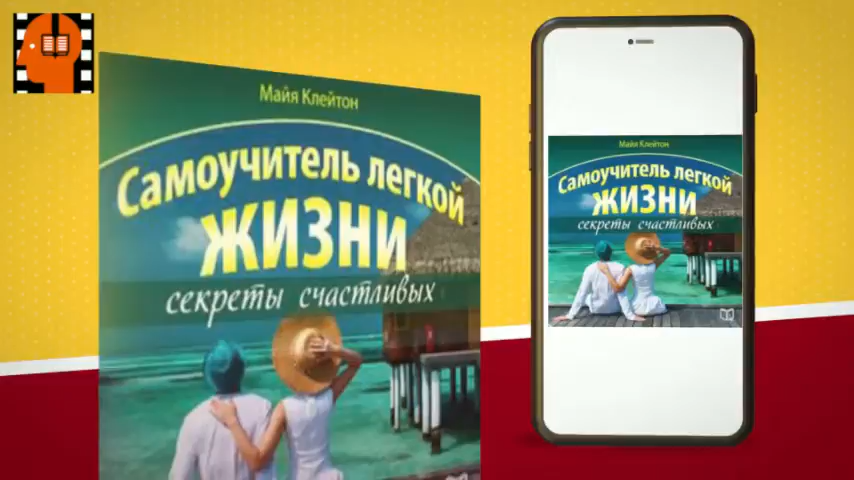 Майя Клейтон
Самоучитель легкой
жизни
секреты счастливых
Майя Клейтон
Самоучитель легкой
жизни
секреты счастливых